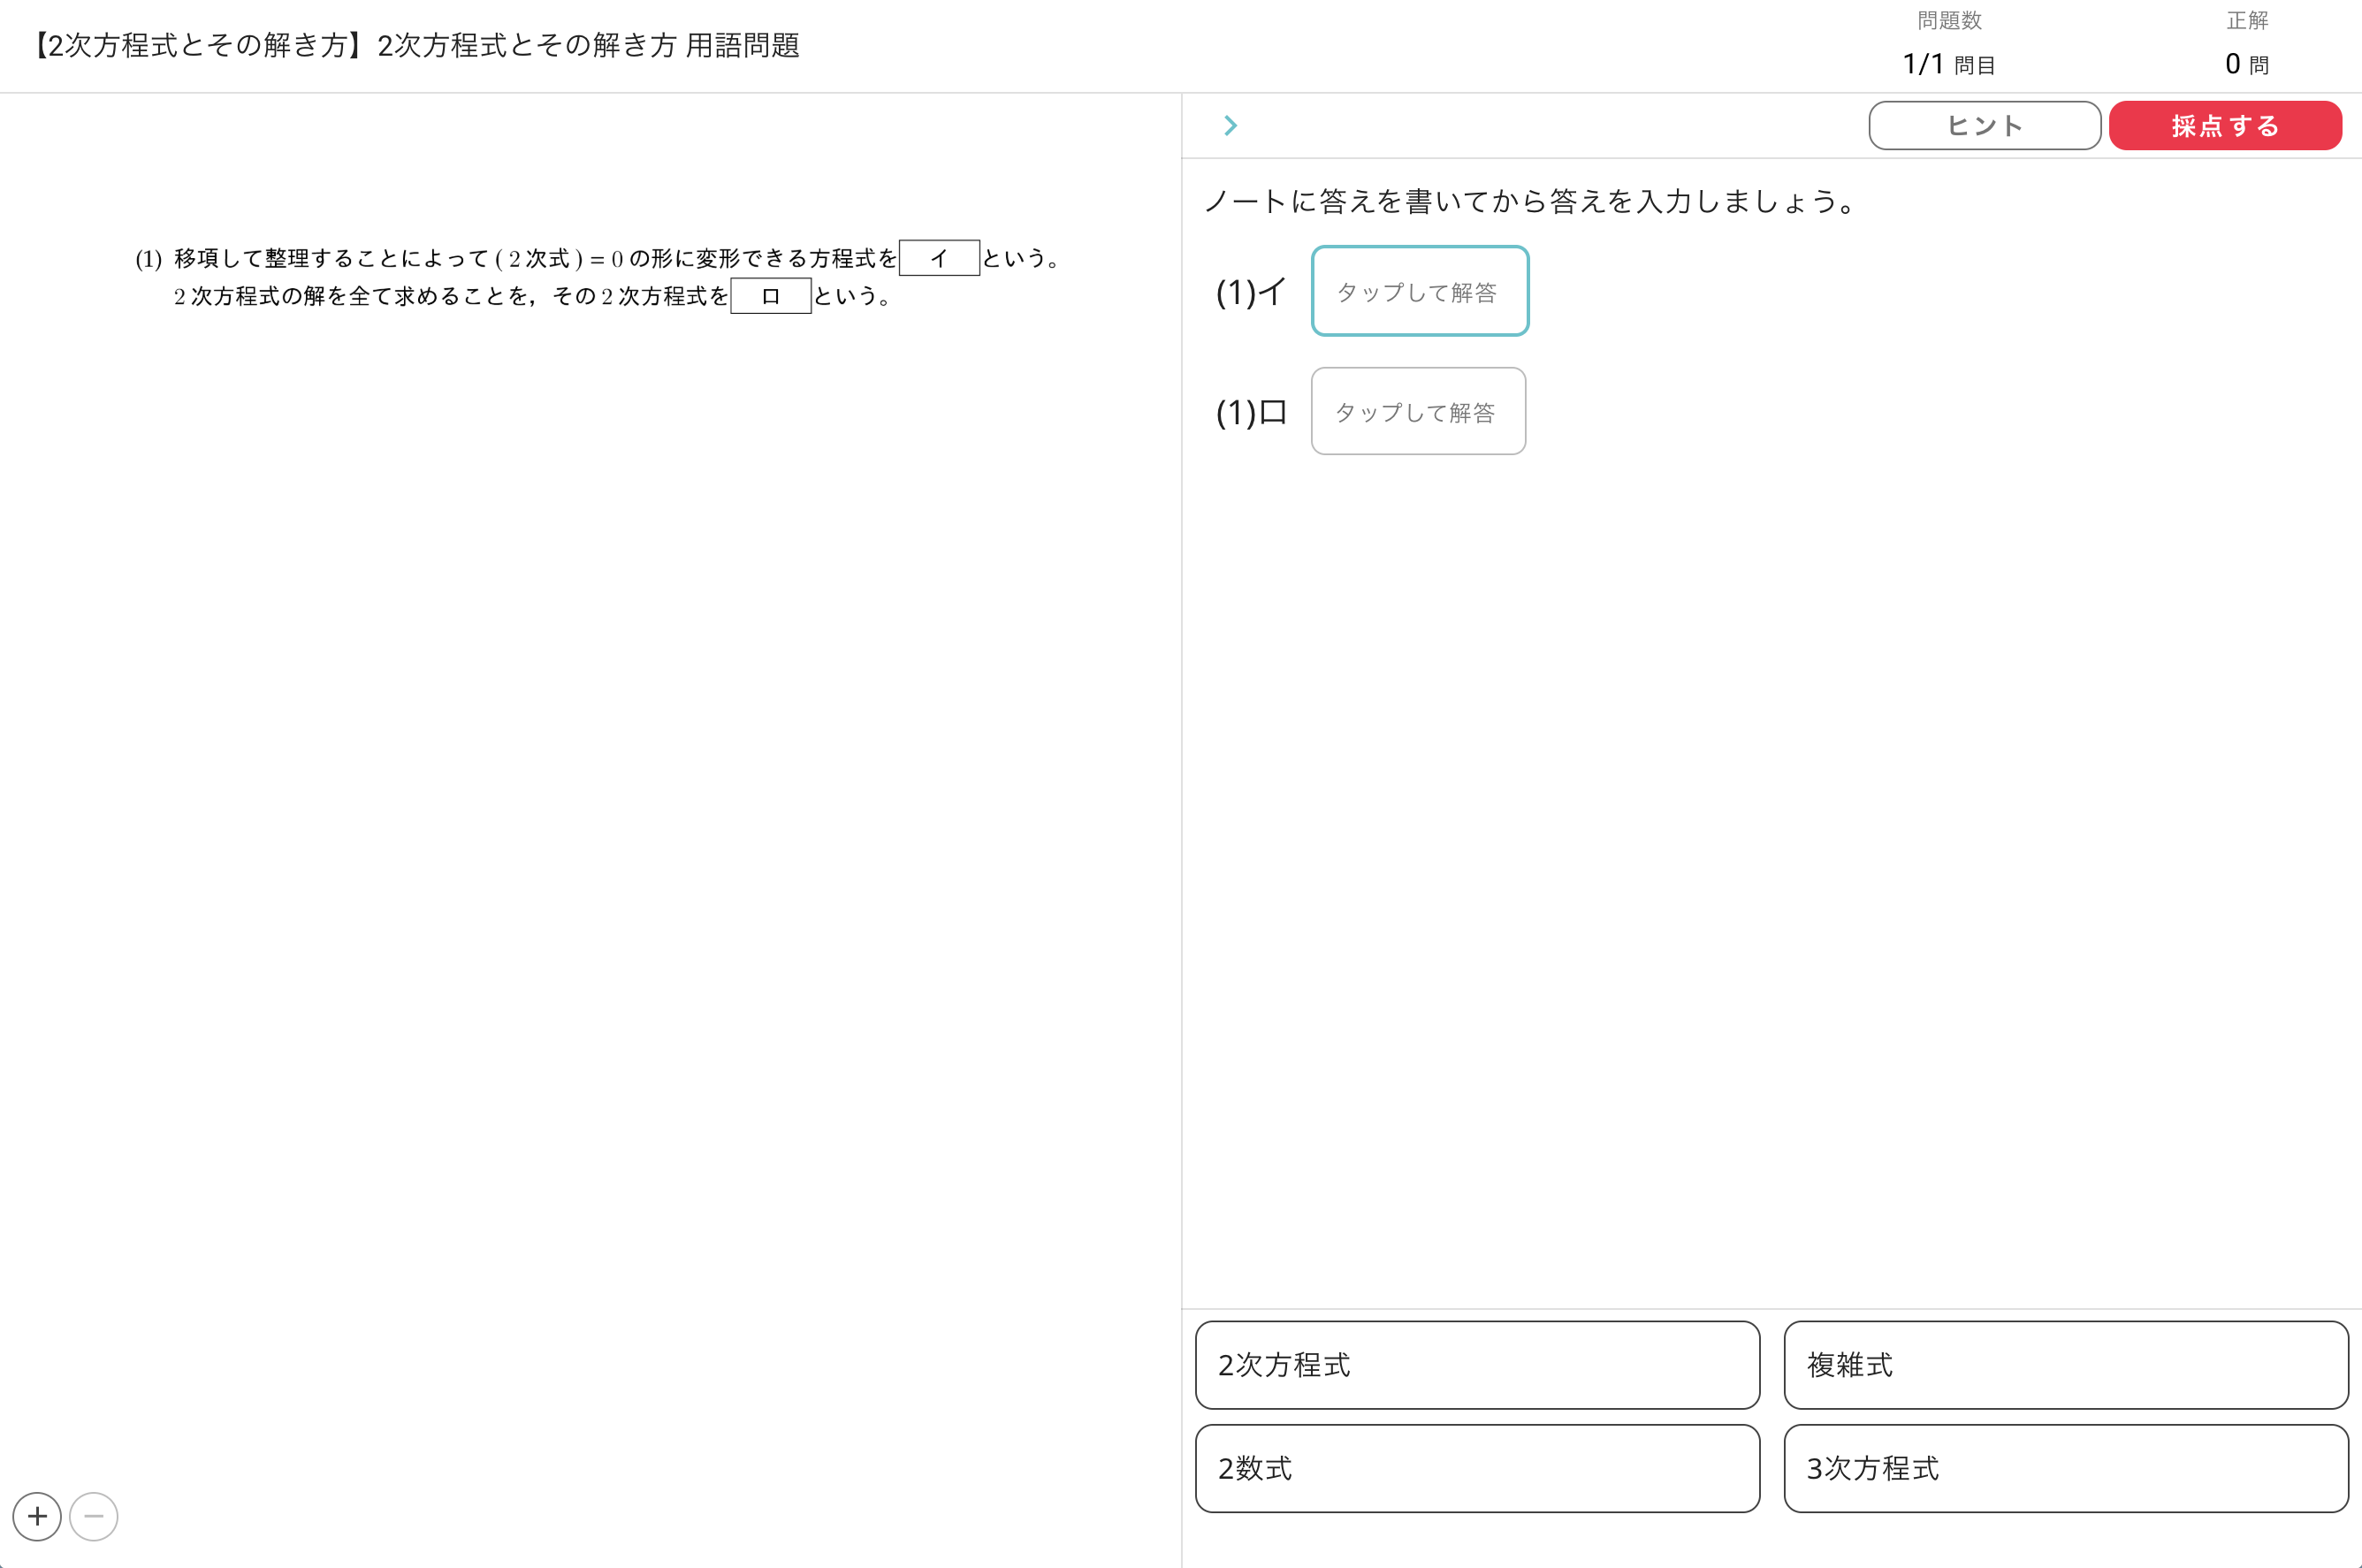 【2次方程式とその解き方】2次方程式とその解き方 用語問題
問題数
1/1 問目
正解
0 問
ヒント
採点する
(1) 移項して整理することによって ( 2 次式 ) = 0 の形に変形できる方程式を イ という。
2 次方程式の解を全て求めることを，その 2 次方程式を ロ という。
ノートに答えを書いてから答えを入力しましょう。
(1)イ タップして解答
(1)ロ タップして解答
2次方程式
複雑式
2数式
3次方程式